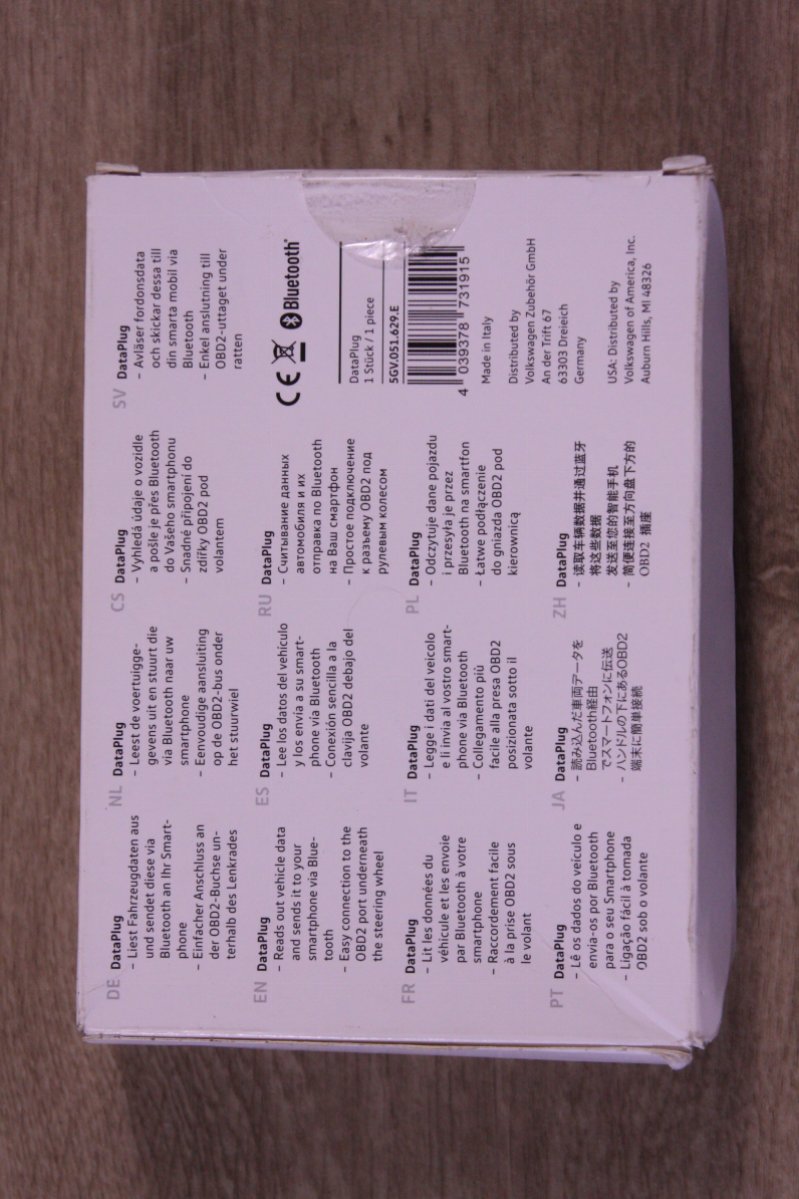 DE DataPlug
– Liest Fahrzeugdaten aus
und sendet diese via
Bluetooth an Ihr Smart-
phone
– Einfacher Anschluss an
der OBD2-Buchse un-
terhalb des Lenkrades
NL DataPlug
– Leest de voertuigge-
gevens uit en stuurt die
via Bluetooth naar uw
smartphone
– Eenvoudige aansluiting
op de OBD2-bus onder
het stuurwiel
CS DataPlug
– Vyhledá údaje o vozidle
a pošle je přes Bluetooth
do Vašeho smartphonu
– Snadné připojení do
zdířky OBD2 pod
volantem
SV DataPlug
– Avläser fordonsdata
och skickar dessa till
din smarta mobil via
Bluetooth
– Enkel anslutning till
OBD2-uttaget under
ratten
EN DataPlug
– Reads out vehicle data
and sends it to your
smartphone via Blue-
tooth
– Easy connection to the
OBD2 port underneath
the steering wheel
ES DataPlug
– Lee los datos del vehículo
y los envia a su smart-
phone via Bluetooth
– Conexión sencilla a la
clavija OBD2 debajo del
volante
RU DataPlug
– Считывание данных
автомобиля и их
отправка по Bluetooth
на Ваш смартфон
– Простое подключение
к разъему OBD2 под
рулевым колесом
CE Bluetooth®
FR DataPlug
– Lit les données du
véhicule et les envoie
par Bluetooth à votre
smartphone
– Raccordement facile
à la prise OBD2 sous
le volant
IT DataPlug
– Legge i dati del veicolo
e li invia al vostro smart-
phone via Bluetooth
– Collegamento più
facile alla presa OBD2
posizionata sotto il
volante
PL DataPlug
– Odczytuje dane pojazdu
i przesyła je przez
Bluetooth na smartfon
– Łatwe podłączenie
do gniazda OBD2 pod
kierownicą
DataPlug
1 Stück / 1 piece
5GV.051.629.E
4 039378 731915
PT DataPlug
– Lê os dados do veículo e
envia-os por Bluetooth
para o seu Smartphone
– Ligação fácil à tomada
OBD2 sob o volante
JA DataPlug
– 読み込んだ車両データを
Bluetooth経由
でスマートフォンに伝送
– ハンドルの下にあるOBD2
端末に簡単接続
ZH DataPlug
– 读取车辆数据并通过蓝牙
将这些数据
发送至您的智能手机
– 简便连接至方向盘下方的
OBD2 插座
Made in Italy
Distributed by
Volkswagen Zubehör GmbH
An der Trift 67
63303 Dreieich
Germany
USA: Distributed by
Volkswagen of America, Inc.
Auburn Hills, MI 48326